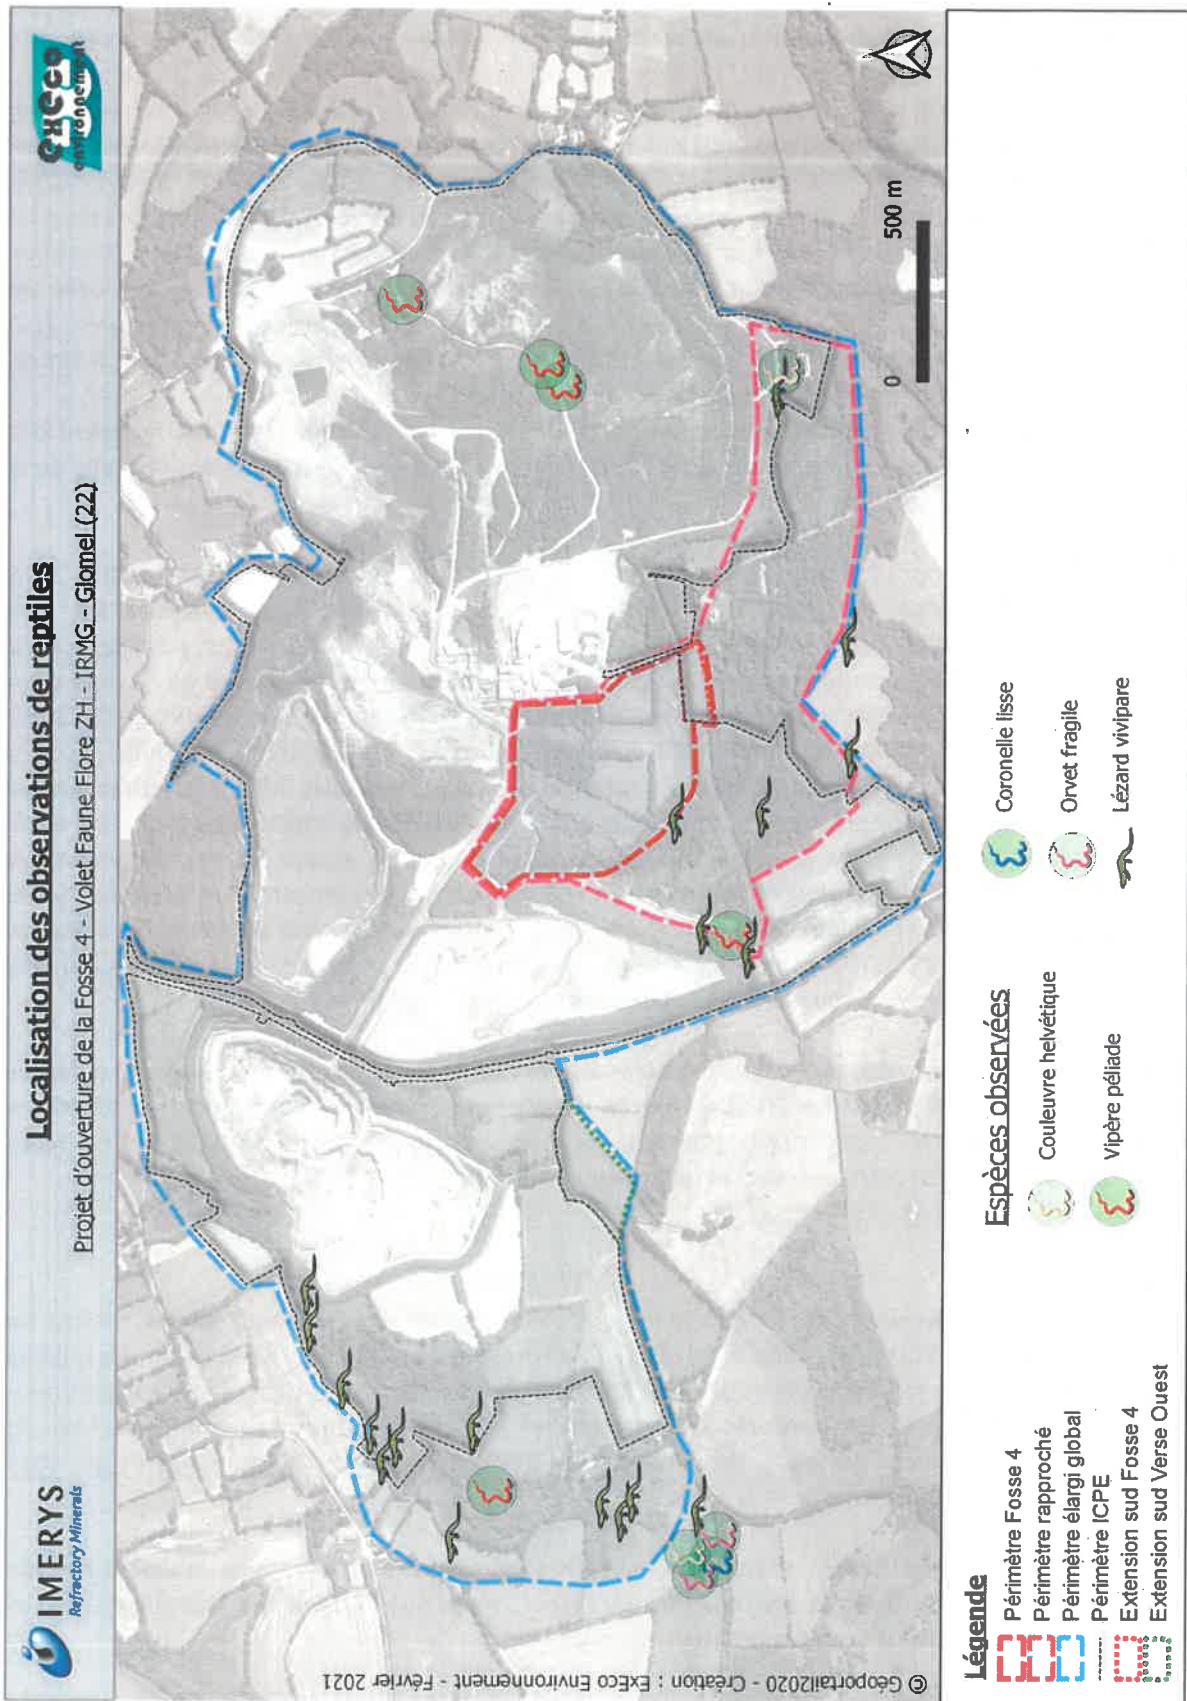 IMERYS
Refractory Minerals
Localisation des observations de reptiles
Projet d'ouverture de la Fosse 4 - Volet Faune Flore ZH - IRMG - Glomel (22)
execo
environnement
© Géoportail2020 - Création : ExEco Environnement - Février 2021
0
500 m
Légende
Périmètre Fosse 4
Périmètre rapproché
Périmètre élargi global
Périmètre ICPE
Extension sud Fosse 4
Extension sud Verse Ouest
Espèces observées
Couleuvre helvétique
Vipère péliade
Coronelle lisse
Orvet fragile
Lézard vivipare